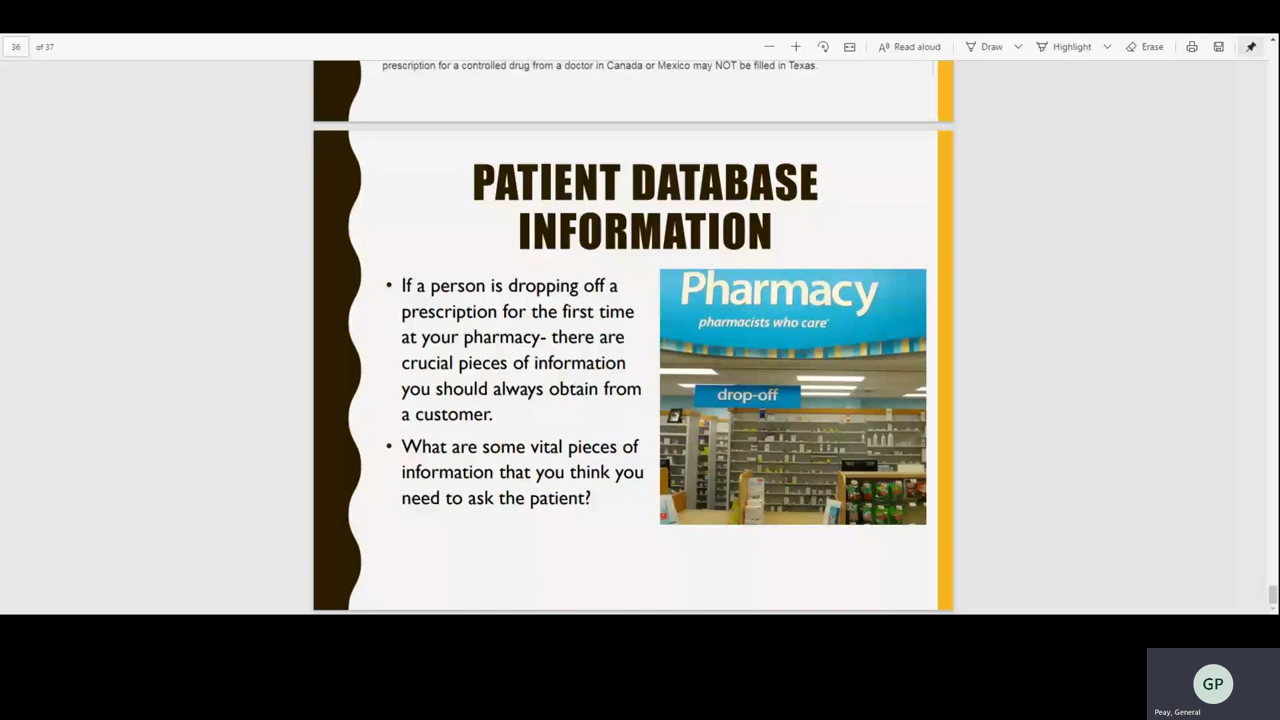 36 of 37
Read aloud
Draw
Highlight
Erase
prescription for a controlled drug from a doctor in Canada or Mexico may NOT be filled in Texas.
PATIENT DATABASE
INFORMATION
• If a person is dropping off a
prescription for the first time
at your pharmacy- there are
crucial pieces of information
you should always obtain from
a customer.
• What are some vital pieces of
information that you think you
need to ask the patient?
Pharmacy
pharmacists who care
drop-off
GP
Peay, General